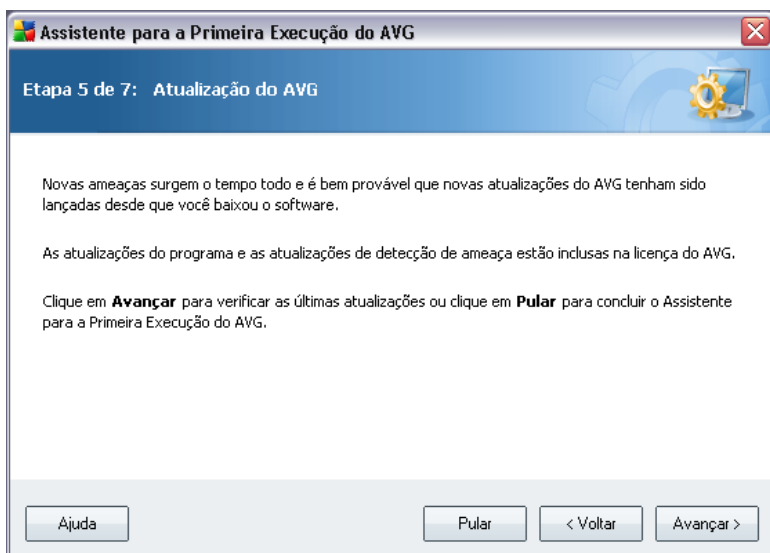 Assistente para a Primeira Execução do AVG
Etapa 5 de 7: Atualização do AVG
Novas ameaças surgem o tempo todo e é bem provável que novas atualizações do AVG tenham sido
lançadas desde que você baixou o software.
As atualizações do programa e as atualizações de detecção de ameaça estão inclusas na licença do AVG.
Clique em Avançar para verificar as últimas atualizações ou clique em Pular para concluir o Assistente
para a Primeira Execução do AVG.
Ajuda
Pular
< Voltar
Avançar >